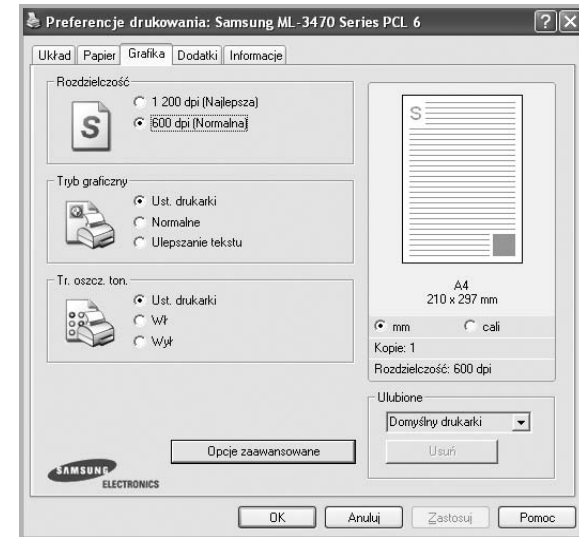 Preferencje drukowania: Samsung ML-3470 Series PCL 6
Układ Papier Grafika Dodatki Informacje
Rozdzielczość
1 200 dpi (Najlepsza)
600 dpi (Normalna)
S
Tryb graficzny
Ust. drukarki
Normalne
Ulepszanie tekstu
Tr. oszcz. ton.
Ust. drukarki
Wł
Wył
S
A4
210 x 297 mm
mm cali
Kopie: 1
Rozdzielczość: 600 dpi
Ulubione
Domyślny drukarki
Usuń
Opcje zaawansowane
SAMSUNG
ELECTRONICS
OK Anuluj Zastosuj Pomoc